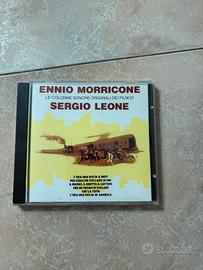 ENNIO MORRICONE
LE COLONNE SONORE ORIGINALI DEI FILM DI
SERGIO LEONE
C'ERA UNA VOLTA IL WEST
PER QUALCHE DOLLARO IN PIU'
IL BUONO, IL BRUTTO, IL CATTIVO
PER UN PUGNO DI DOLLARI
GIU' LA TESTA
C'ERA UNA VOLTA IN AMERICA
subito